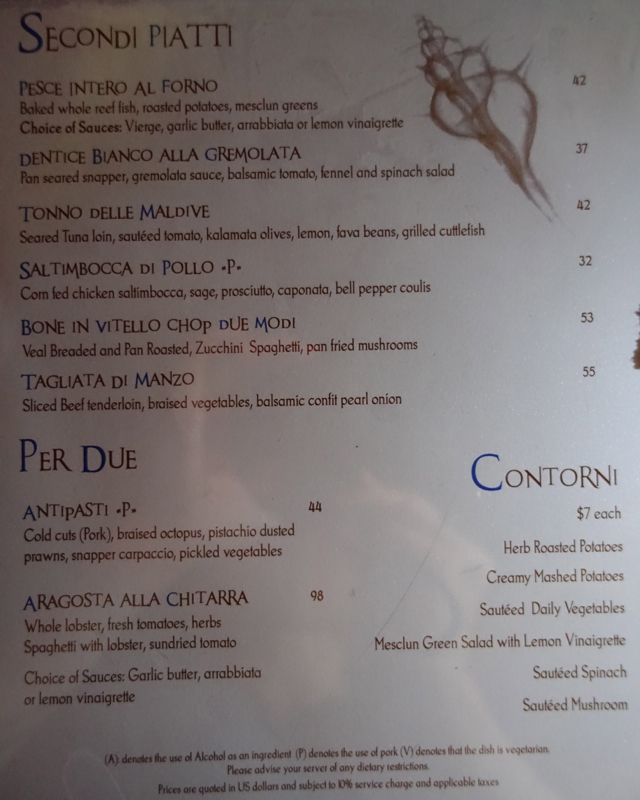 SECONDI PIATTI
PESCE INTERO AL FORNO 42
Baked whole reef fish, roasted potatoes, mesclun greens
Choice of Sauces: Vierge, garlic butter, arrabbiata or lemon vinaigrette
DENTICE BIANCO ALLA GREMOLATA 37
Pan seared snapper, gremolata sauce, balsamic tomato, fennel and spinach salad
TONNO DELLE MALDIVE 42
Seared Tuna loin, sautéed tomato, kalamata olives, lemon, fava beans, grilled cuttlefish
SALTIMBOCCA DI POLLO •P• 32
Corn fed chicken saltimbocca, sage, prosciutto, caponata, bell pepper coulis
BONE IN VITELLO CHOP DUE MODI 53
Veal Breaded and Pan Roasted, Zucchini Spaghetti, pan fried mushrooms
TAGLIATA DI MANZO 55
Sliced Beef tenderloin, braised vegetables, balsamic confit pearl onion
PER DUE
ANTIPASTI •P• 44
Cold cuts (Pork), braised octopus, pistachio dusted
prawns, snapper carpaccio, pickled vegetables
ARAGOSTA ALLA CHITARRA 98
Whole lobster, fresh tomatoes, herbs
Spaghetti with lobster, sundried tomato
Choice of Sauces: Garlic butter, arrabbiata
or lemon vinaigrette
CONTORNI
$7 each
Herb Roasted Potatoes
Creamy Mashed Potatoes
Sautéed Daily Vegetables
Mesclun Green Salad with Lemon Vinaigrette
Sautéed Spinach
Sautéed Mushroom
(A) denotes the use of Alcohol as an ingredient (P) denotes the use of pork (V) denotes that the dish is vegetarian.
Please advise your server of any dietary restrictions.
Prices are quoted in US dollars and subject to 10% service charge and applicable taxes